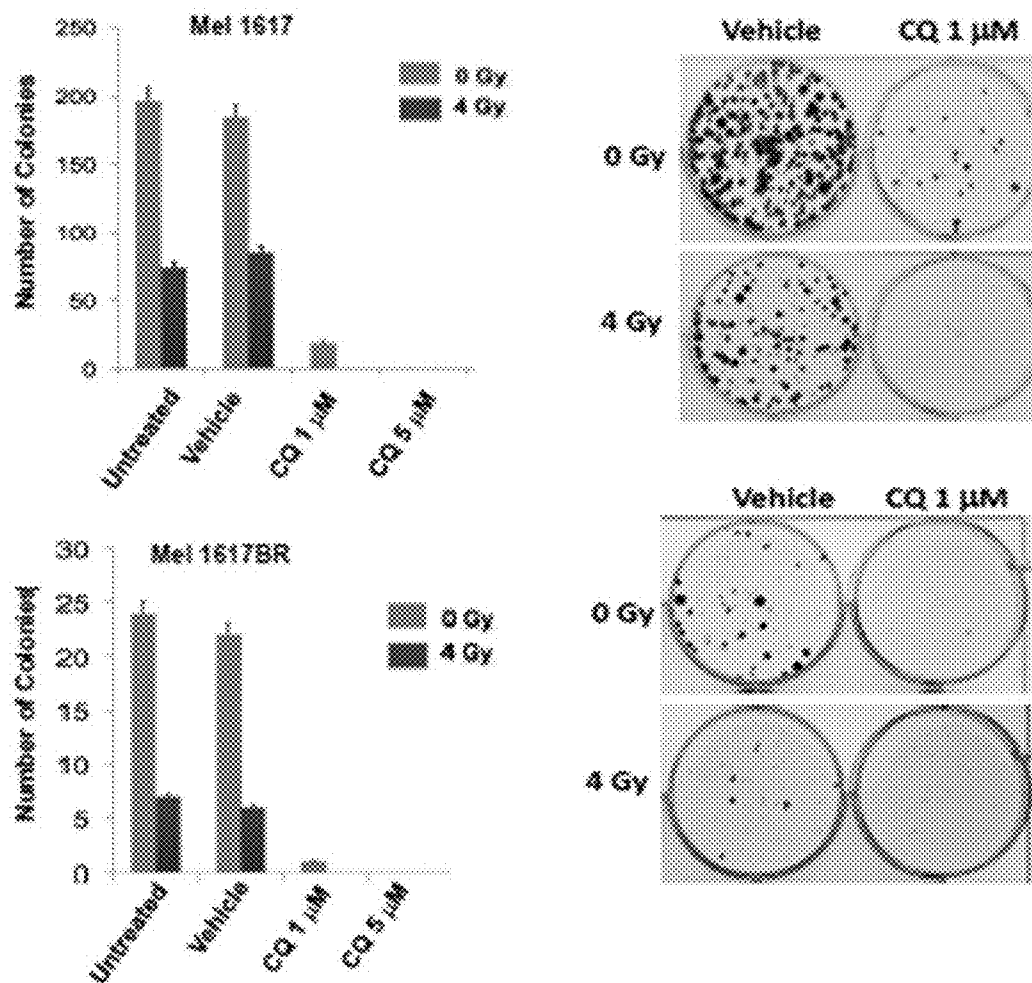 Mel 1617
250
200
150
100
50
0
Number of Colonies
0 Gy
4 Gy
Untreated
Vehicle
CQ 1 µM
CQ 5 µM
Vehicle CQ 1 µM
0 Gy
4 Gy
Mel 1617BR
30
25
20
15
10
5
0
Number of Colonies
0 Gy
4 Gy
Untreated
Vehicle
CQ 1 µM
CQ 5 µM
Vehicle CQ 1 µM
0 Gy
4 Gy